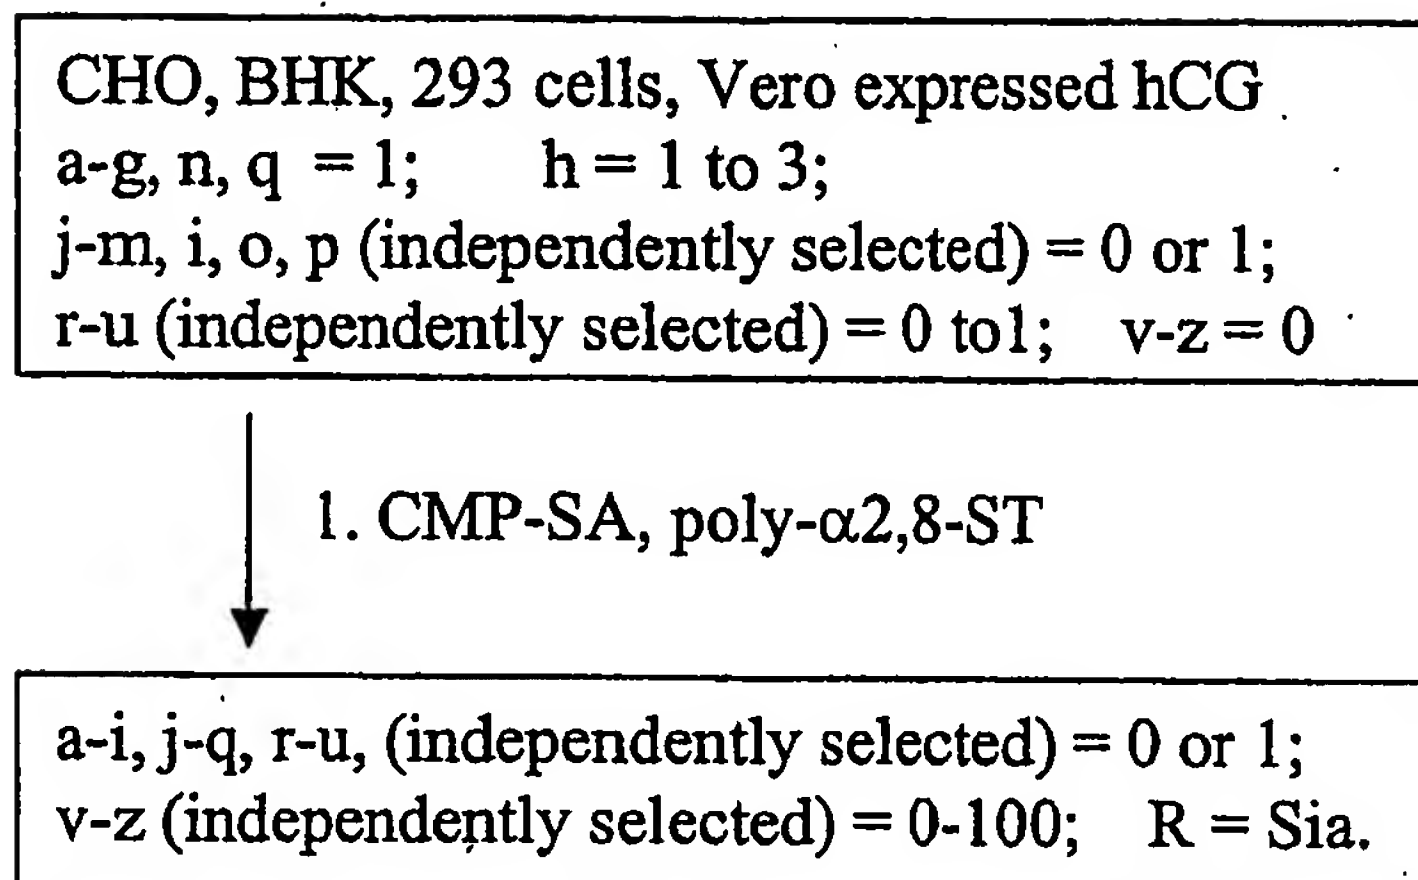 CHO, BHK, 293 cells, Vero expressed hCG
a-g, n, q = 1; h = 1 to 3;
j-m, i, o, p (independently selected) = 0 or 1;
r-u (independently selected) = 0 to1; v-z = 0
1. CMP-SA, poly-α2,8-ST
a-i, j-q, r-u, (independently selected) = 0 or 1;
v-z (independently selected) = 0-100; R = Sia.